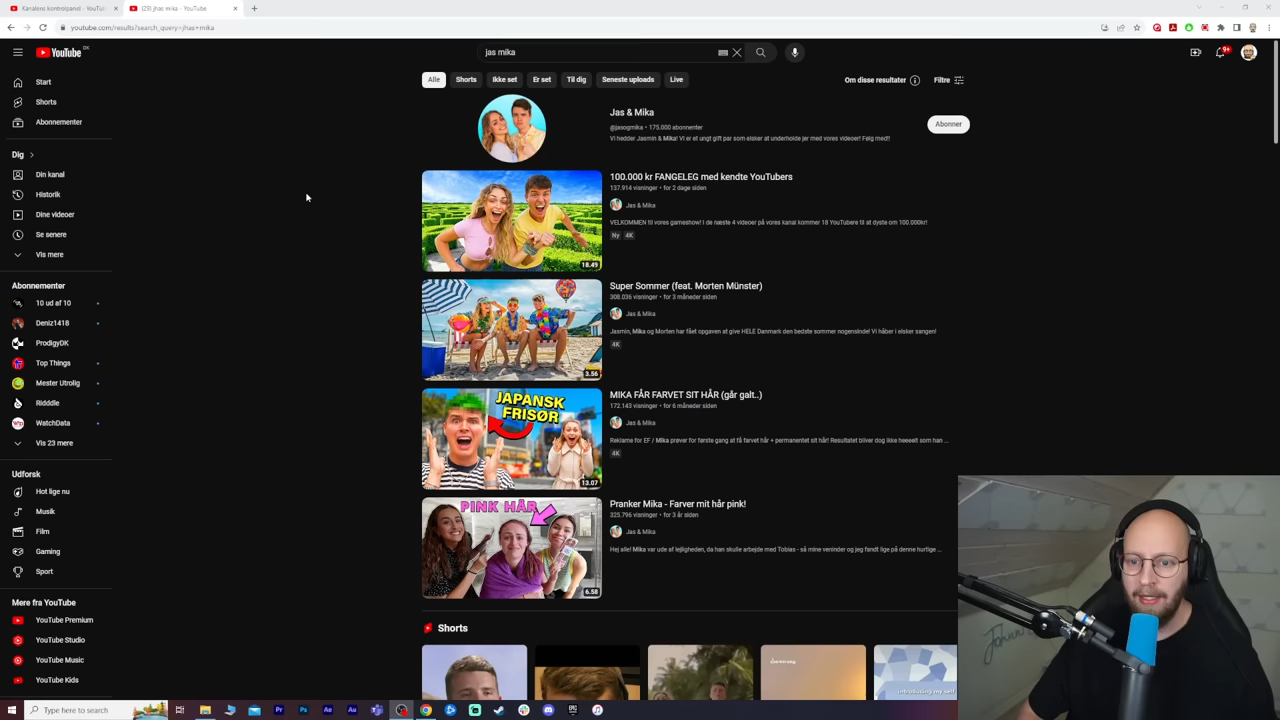 Kanalens kontrolpanel - YouTu
(29) jhas mika - YouTube
youtube.com/results?search_query=jhas+mika
YouTube DK
jas mika
9+
Alle
Shorts
Ikke set
Er set
Til dig
Seneste uploads
Live
Om disse resultater
Filtre
Start
Shorts
Abonnementer
Dig
Din kanal
Historik
Dine videoer
Se senere
Vis mere
Abonnementer
10 ud af 10
Deniz1418
ProdigyDK
Top Things
Mester Utrolig
Ridddle
WatchData
Vis 23 mere
Udforsk
Hot lige nu
Musik
Film
Gaming
Sport
Mere fra YouTube
YouTube Premium
YouTube Studio
YouTube Music
YouTube Kids
Jas & Mika
@jasogmika • 175.000 abonnenter
Vi hedder Jasmin & Mika! Vi er et ungt gift par som elsker at underholde jer med vores videoer! Følg med!!
Abonner
18.49
100.000 kr FANGELEG med kendte YouTubers
137.914 visninger • for 2 dage siden
Jas & Mika
VELKOMMEN til vores gameshow! I de næste 4 videoer på vores kanal kommer 18 YouTubere til at dyste om 100.000kr!
Ny 4K
3.56
Super Sommer (feat. Morten Münster)
308.036 visninger • for 3 måneder siden
Jas & Mika
Jasmin, Mika og Morten har fået opgaven at give HELE Danmark den bedste sommer nogensinde! Vi håber i elsker sangen!
4K
JAPANSK
FRISØR
13.07
MIKA FÅR FARVET SIT HÅR (går galt..)
172.143 visninger • for 6 måneder siden
Jas & Mika
Reklame for EF / Mika prøver for første gang at få farvet hår + permanentet sit hår! Resultatet bliver dog ikke heeeelt som han ...
4K
PINK HÅR
6.58
Pranker Mika - Farver mit hår pink!
325.796 visninger • for 3 år siden
Jas & Mika
Hej alle! Mika var ude af lejligheden, da han skulle arbejde med Tobias - så mine veninder og jeg fandt lige på denne hurtige ...
Shorts
introducing my self
Type here to search